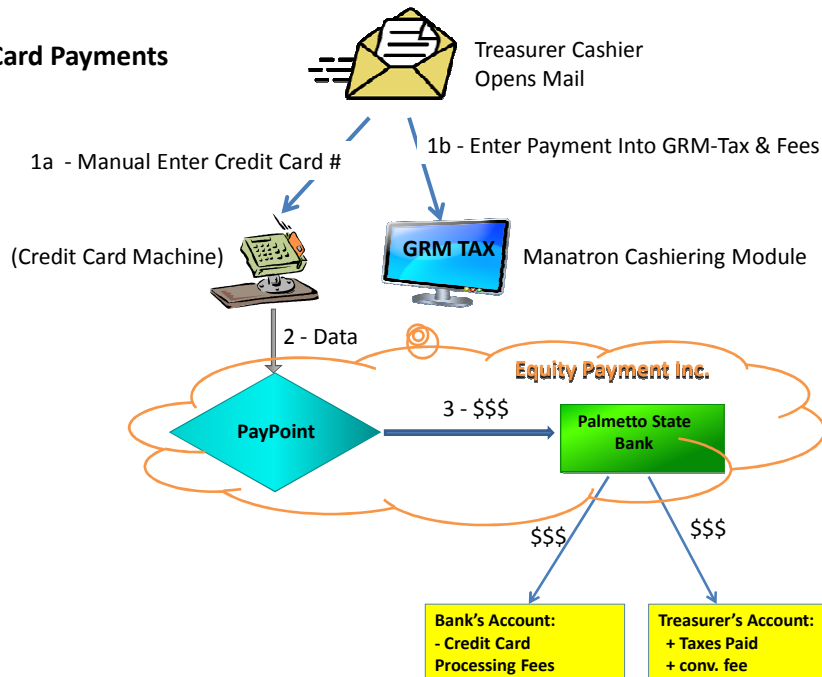 Card Payments
Treasurer Cashier
Opens Mail
1a - Manual Enter Credit Card #
1b - Enter Payment Into GRM-Tax & Fees
(Credit Card Machine)
GRM TAX
Manatron Cashiering Module
2 - Data
Equity Payment Inc.
3 - $$$
PayPoint
Palmetto State
Bank
$$$
$$$
Bank's Account:
- Credit Card
Processing Fees
Treasurer's Account:
+ Taxes Paid
+ conv. fee